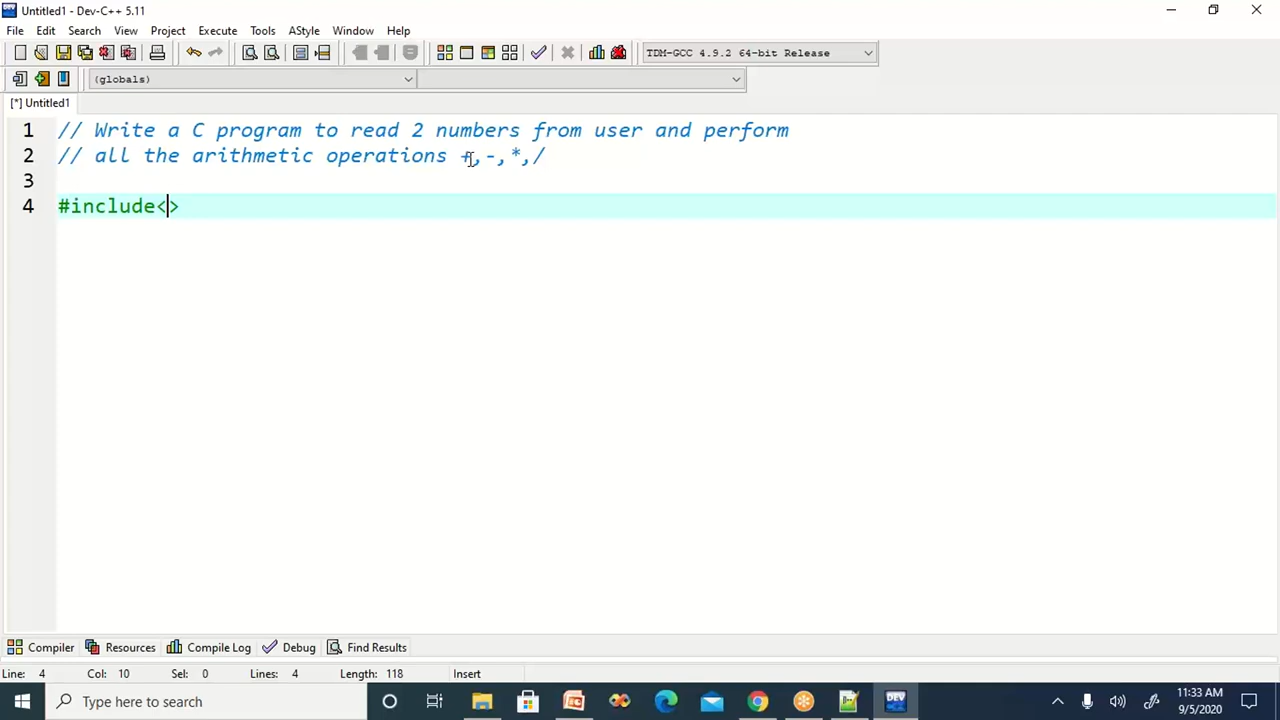 Untitled1 - Dev-C++ 5.11
File Edit Search View Project Execute Tools AStyle Window Help
TDM-GCC 4.9.2 64-bit Release
(globals)
[*] Untitled1
1 // Write a C program to read 2 numbers from user and perform
2 // all the arithmetic operations +,-,*,/
3
4 #include<>
Compiler Resources Compile Log Debug Find Results
Line: 4 Col: 10 Sel: 0 Lines: 4 Length: 118 Insert
Type here to search
DEV
11:33 AM
9/5/2020